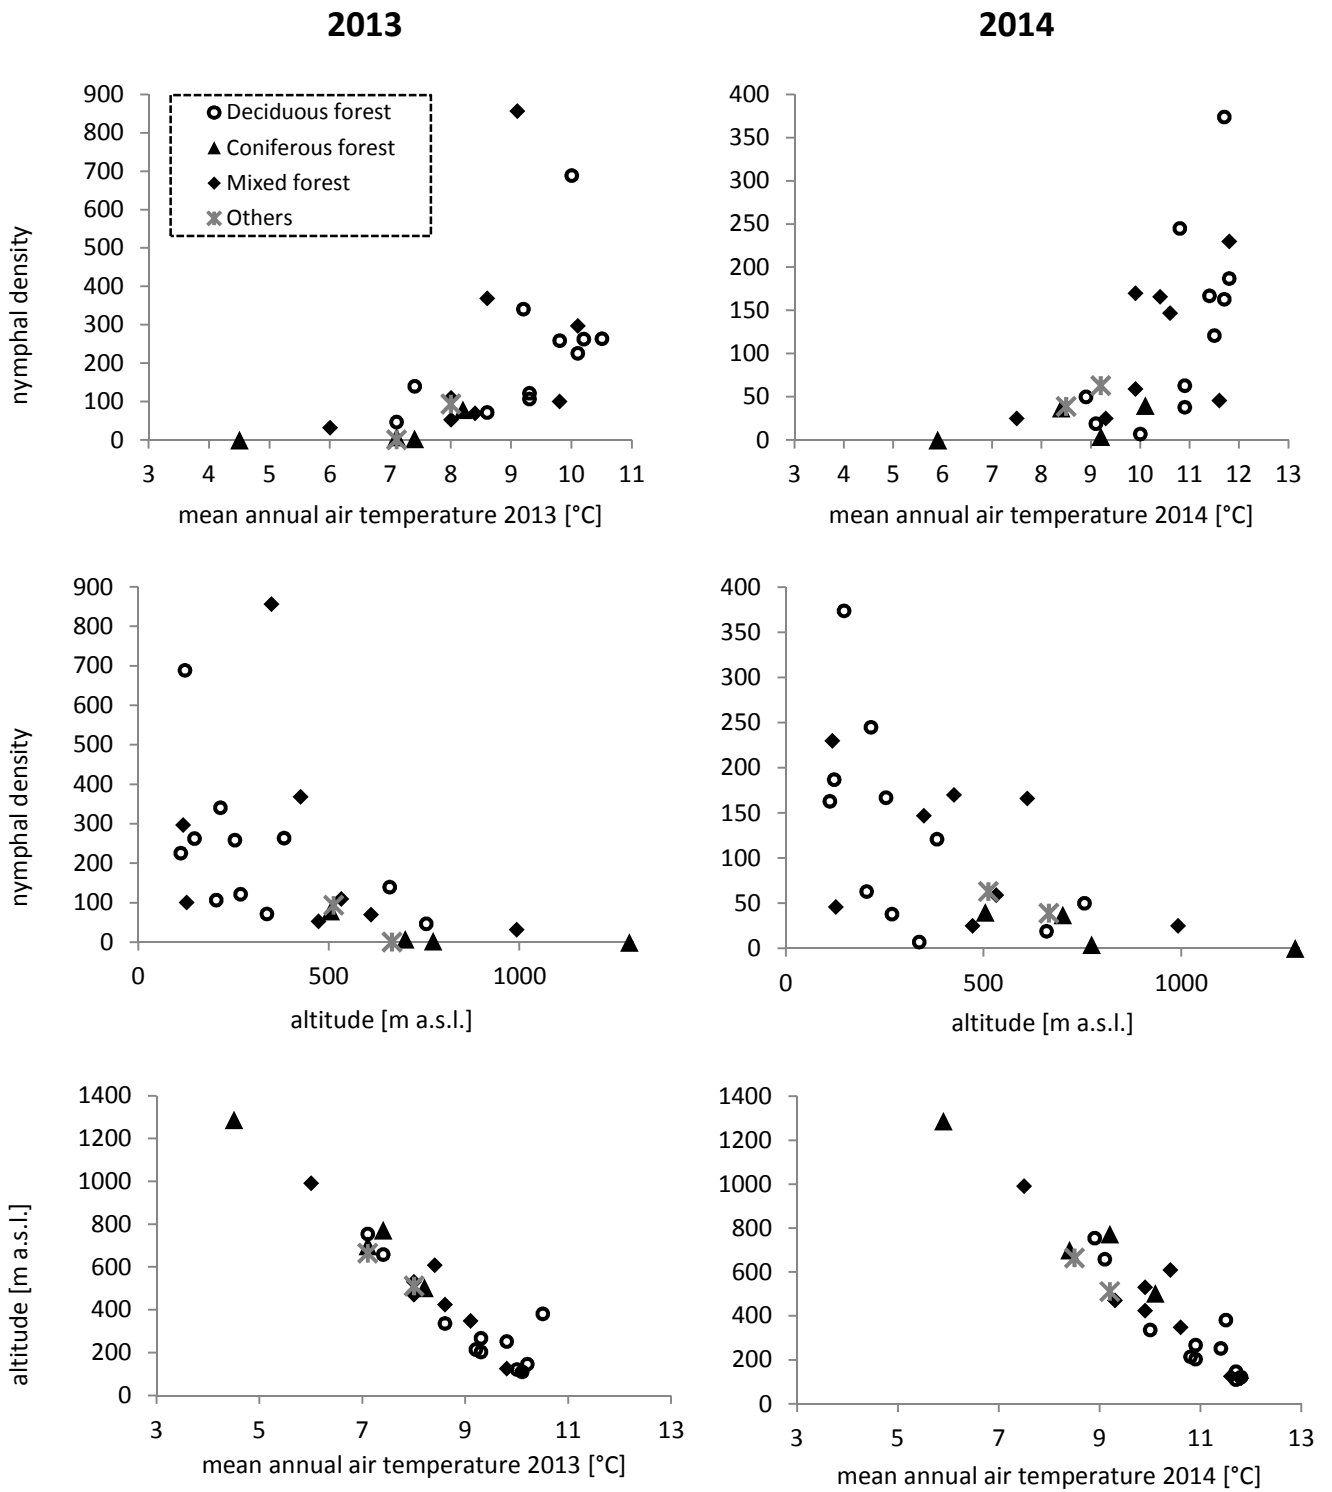 2013
2014
900
800
700
600
500
400
300
200
100
0
nymphal density
Deciduous forest
Coniferous forest
Mixed forest
Others
3 4 5 6 7 8 9 10 11
mean annual air temperature 2013 [°C]
400
350
300
250
200
150
100
50
0
3 4 5 6 7 8 9 10 11 12 13
mean annual air temperature 2014 [°C]
900
800
700
600
500
400
300
200
100
0
nymphal density
0 500 1000
altitude [m a.s.l.]
400
350
300
250
200
150
100
50
0
0 500 1000
altitude [m a.s.l.]
1400
1200
1000
800
600
400
200
0
altitude [m a.s.l.]
3 5 7 9 11 13
mean annual air temperature 2013 [°C]
1400
1200
1000
800
600
400
200
0
3 5 7 9 11 13
mean annual air temperature 2014 [°C]